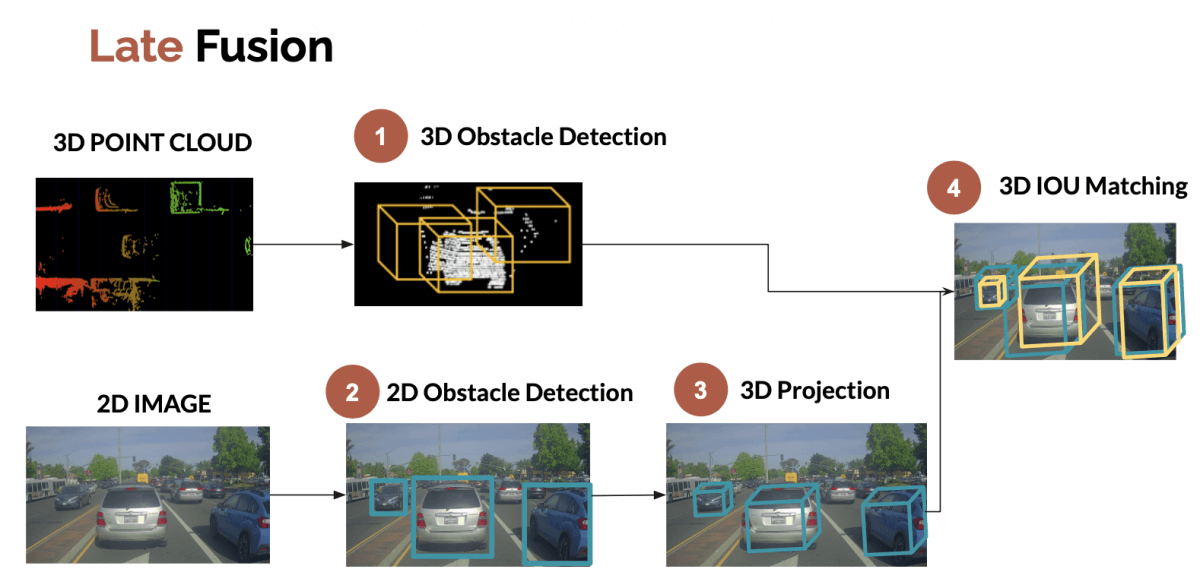 Late Fusion
3D POINT CLOUD
1
3D Obstacle Detection
4
3D IOU Matching
2D IMAGE
2
2D Obstacle Detection
3
3D Projection